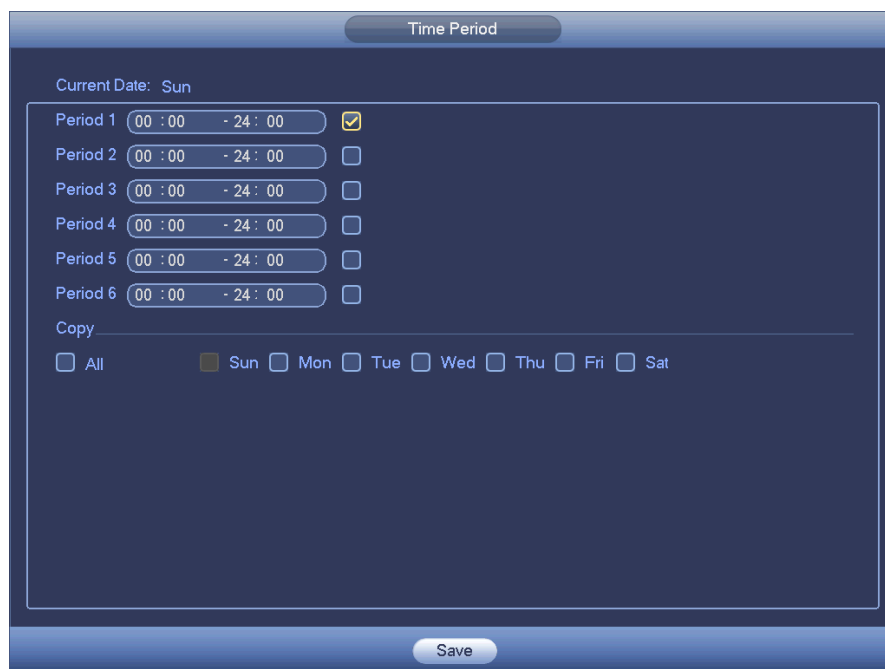 Time Period
Current Date: Sun
Period 1 00 :00 - 24 : 00
Period 2 00 :00 - 24 : 00
Period 3 00 :00 - 24 : 00
Period 4 00 :00 - 24 : 00
Period 5 00 :00 - 24 : 00
Period 6 00 :00 - 24 : 00
Copy
All Sun Mon Tue Wed Thu Fri Sat
Save